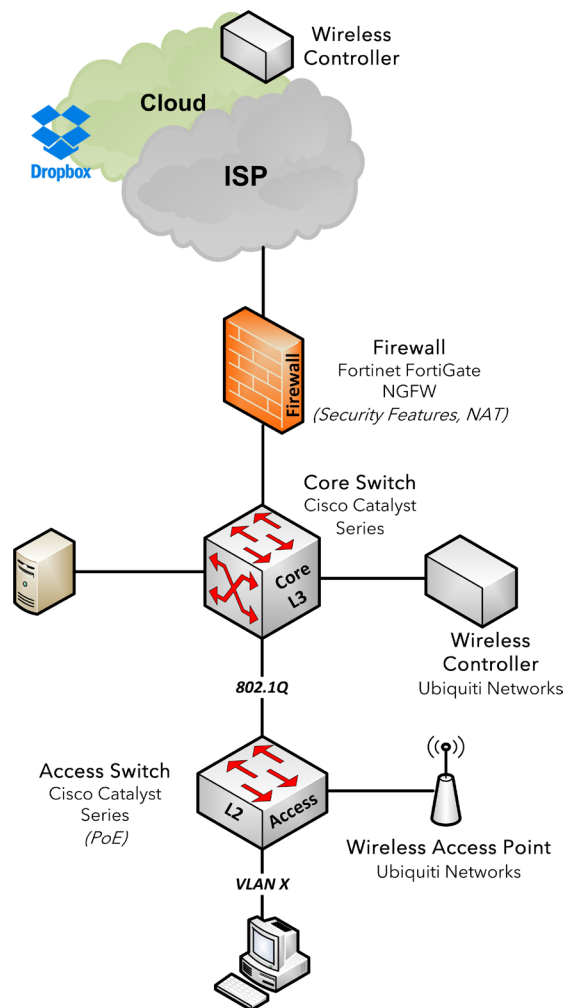 Wireless
Controller
Cloud
Dropbox
ISP
Firewall
Firewall
Fortinet FortiGate
NGFW
(Security Features, NAT)
Core Switch
Cisco Catalyst
Series
Core
L3
Wireless
Controller
Ubiquiti Networks
802.1Q
Access Switch
Cisco Catalyst
Series
(PoE)
L2
Access
Wireless Access Point
Ubiquiti Networks
VLAN X